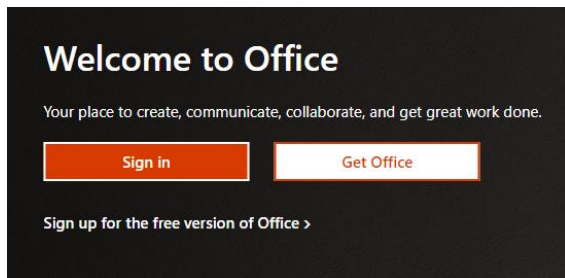 Welcome to Office
Your place to create, communicate, collaborate, and get great work done.
Sign in
Get Office
Sign up for the free version of Office >